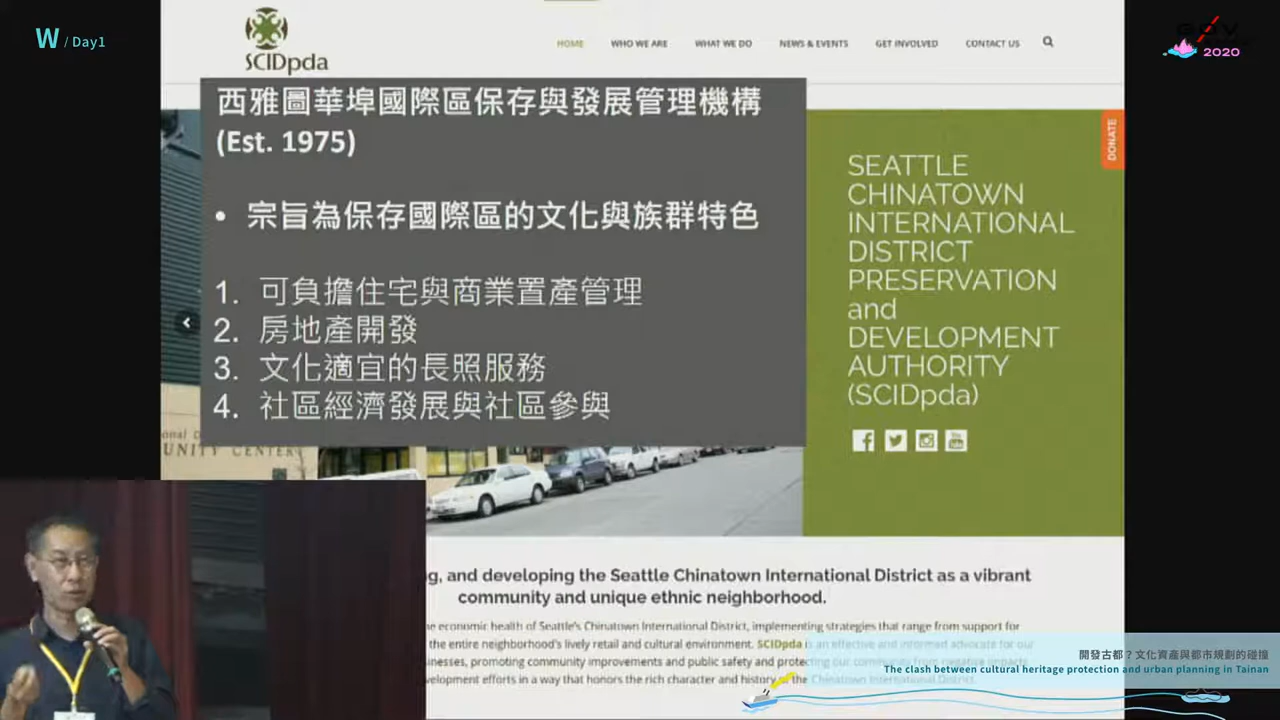 W / Day1
GOV
2020
SCIDpda
HOME
WHO WE ARE
WHAT WE DO
NEWS & EVENTS
GET INVOLVED
CONTACT US
西雅圖華埠國際區保存與發展管理機構
(Est. 1975)
• 宗旨為保存國際區的文化與族群特色
1. 可負擔住宅與商業置產管理
2. 房地產開發
3. 文化適宜的長照服務
4. 社區經濟發展與社區參與
DONATE
SEATTLE
CHINATOWN
INTERNATIONAL
DISTRICT
PRESERVATION
and
DEVELOPMENT
AUTHORITY
(SCIDpda)
UNITY CENTER
g, and developing the Seattle Chinatown International District as a vibrant
community and unique ethnic neighborhood.
economic health of Seattle's Chinatown International District, implementing strategies that range from support for
the entire neighborhood's lively retail and cultural environment. SCIDpda is an effective and informed advocate for our
inesses, promoting community improvements and public safety and protecting our community from negative impacts
velopment efforts in a way that honors the rich character and history of the Chinatown International District.
開發古都？文化資產與都市規劃的碰撞
The clash between cultural heritage protection and urban planning in Tainan